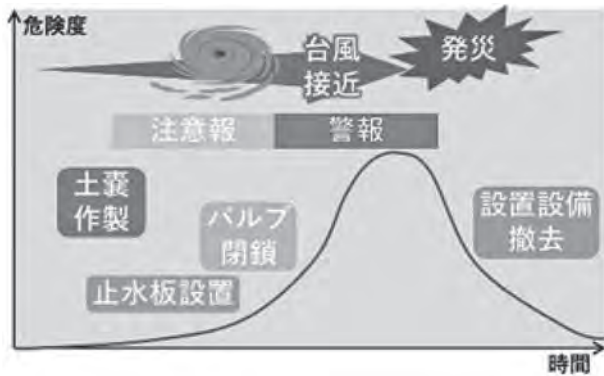 危険度
台風
接近
発災
注意報
警報
土嚢
作製
バルブ
閉鎖
止水板設置
設置設備
撤去
時間